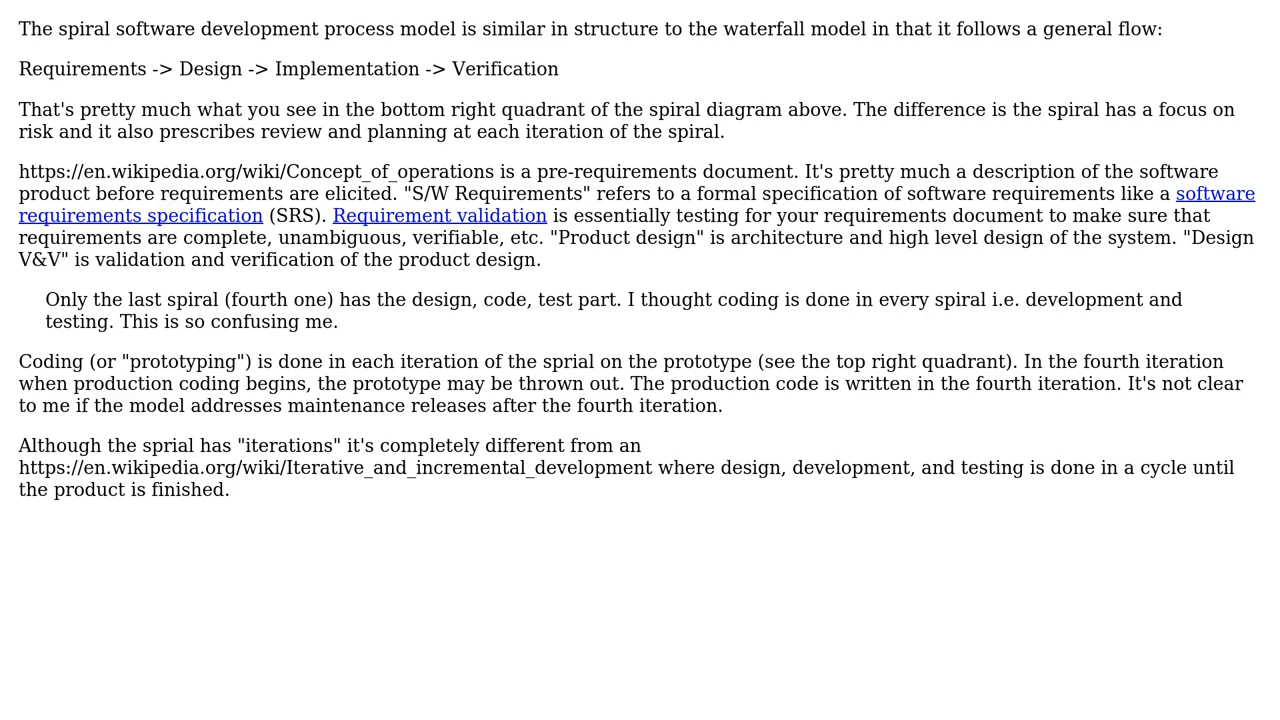 The spiral software development process model is similar in structure to the waterfall model in that it follows a general flow:
Requirements -> Design -> Implementation -> Verification
That's pretty much what you see in the bottom right quadrant of the spiral diagram above. The difference is the spiral has a focus on
risk and it also prescribes review and planning at each iteration of the spiral.
https://en.wikipedia.org/wiki/Concept_of_operations is a pre-requirements document. It's pretty much a description of the software
product before requirements are elicited. "S/W Requirements" refers to a formal specification of software requirements like a software
requirements specification (SRS). Requirement validation is essentially testing for your requirements document to make sure that
requirements are complete, unambiguous, verifiable, etc. "Product design" is architecture and high level design of the system. "Design
V&V" is validation and verification of the product design.
Only the last spiral (fourth one) has the design, code, test part. I thought coding is done in every spiral i.e. development and
testing. This is so confusing me.
Coding (or "prototyping") is done in each iteration of the sprial on the prototype (see the top right quadrant). In the fourth iteration
when production coding begins, the prototype may be thrown out. The production code is written in the fourth iteration. It's not clear
to me if the model addresses maintenance releases after the fourth iteration.
Although the sprial has "iterations" it's completely different from an
https://en.wikipedia.org/wiki/Iterative_and_incremental_development where design, development, and testing is done in a cycle until
the product is finished.